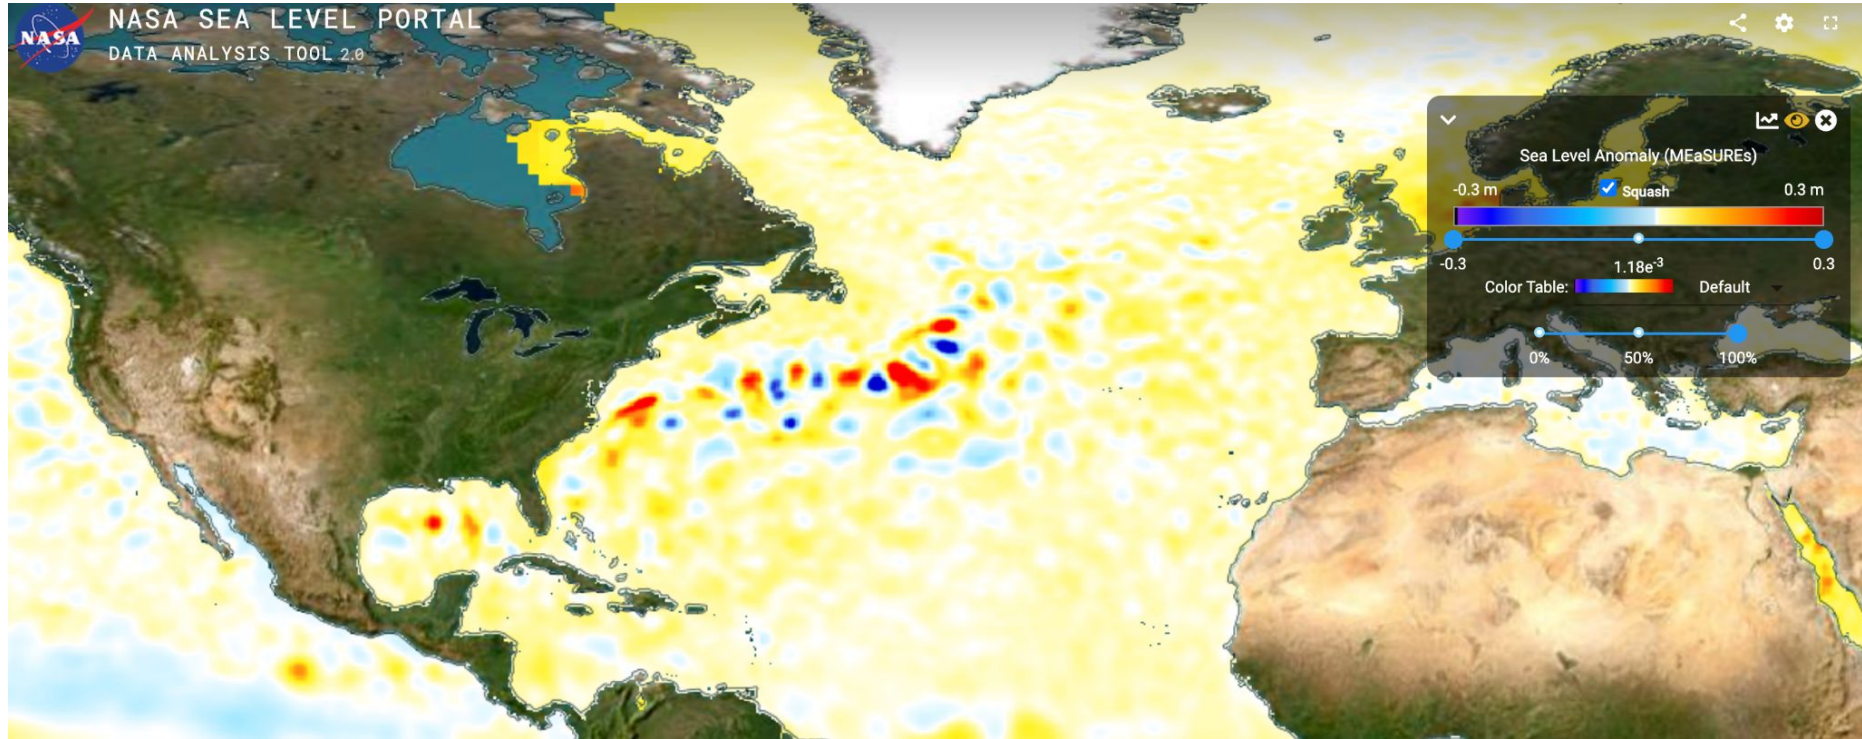 NASA
NASA SEA LEVEL PORTAL
DATA ANALYSIS TOOL 2.0
Sea Level Anomaly (MEaSUREs)
-0.3 m
Squash
0.3 m
-0.3
0.3
1.18e-3
Color Table:
Default
0%
50%
100%